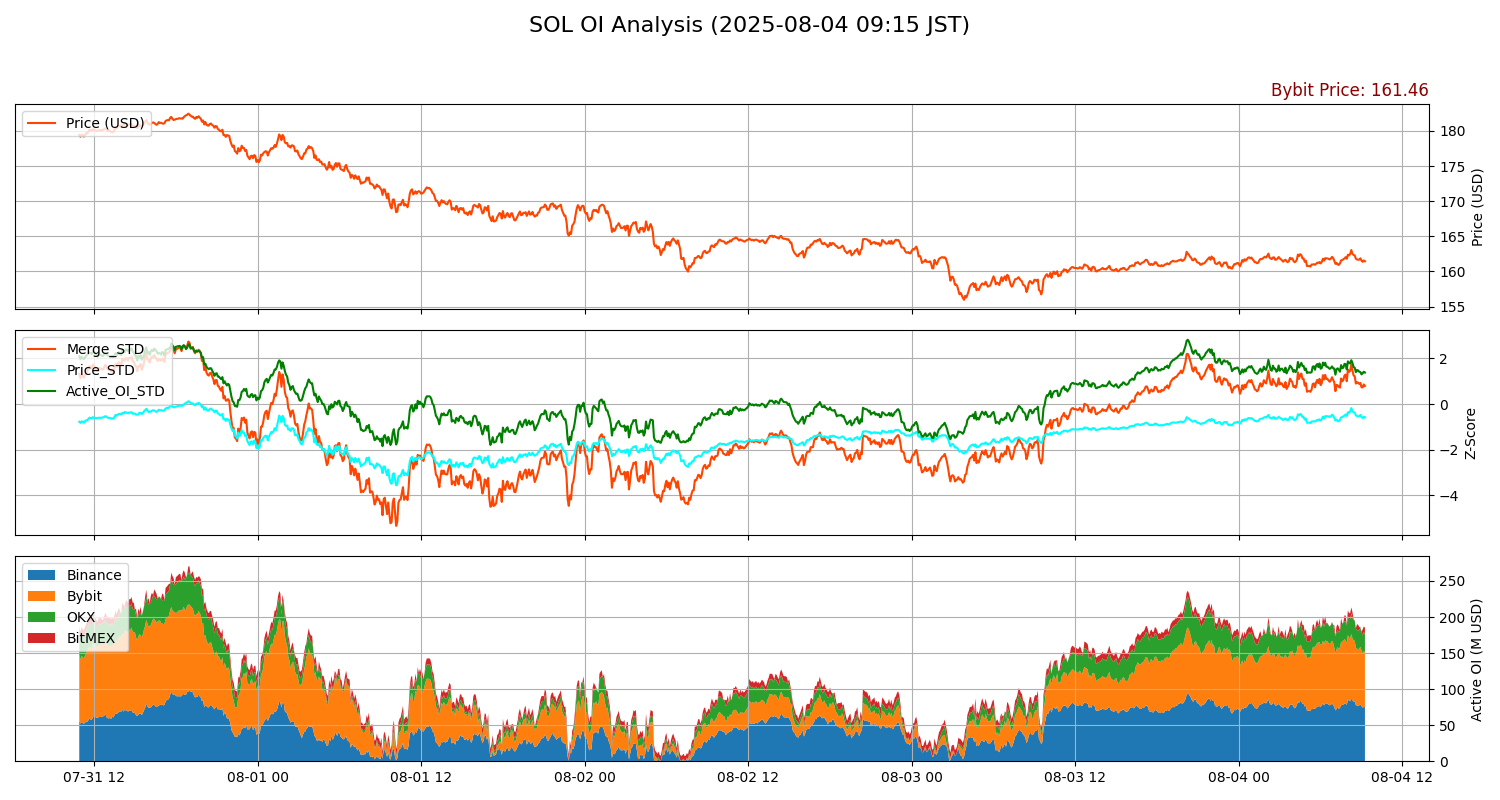 SOL OI Analysis (2025-08-04 09:15 JST)
Bybit Price: 161.46
Price (USD)
180
175
170
165
160
155
Price (USD)
Merge_STD
Price_STD
Active_OI_STD
2
0
−2
−4
Z-Score
Binance
Bybit
OKX
BitMEX
250
200
150
100
50
0
Active OI (M USD)
07-31 12
08-01 00
08-01 12
08-02 00
08-02 12
08-03 00
08-03 12
08-04 00
08-04 12